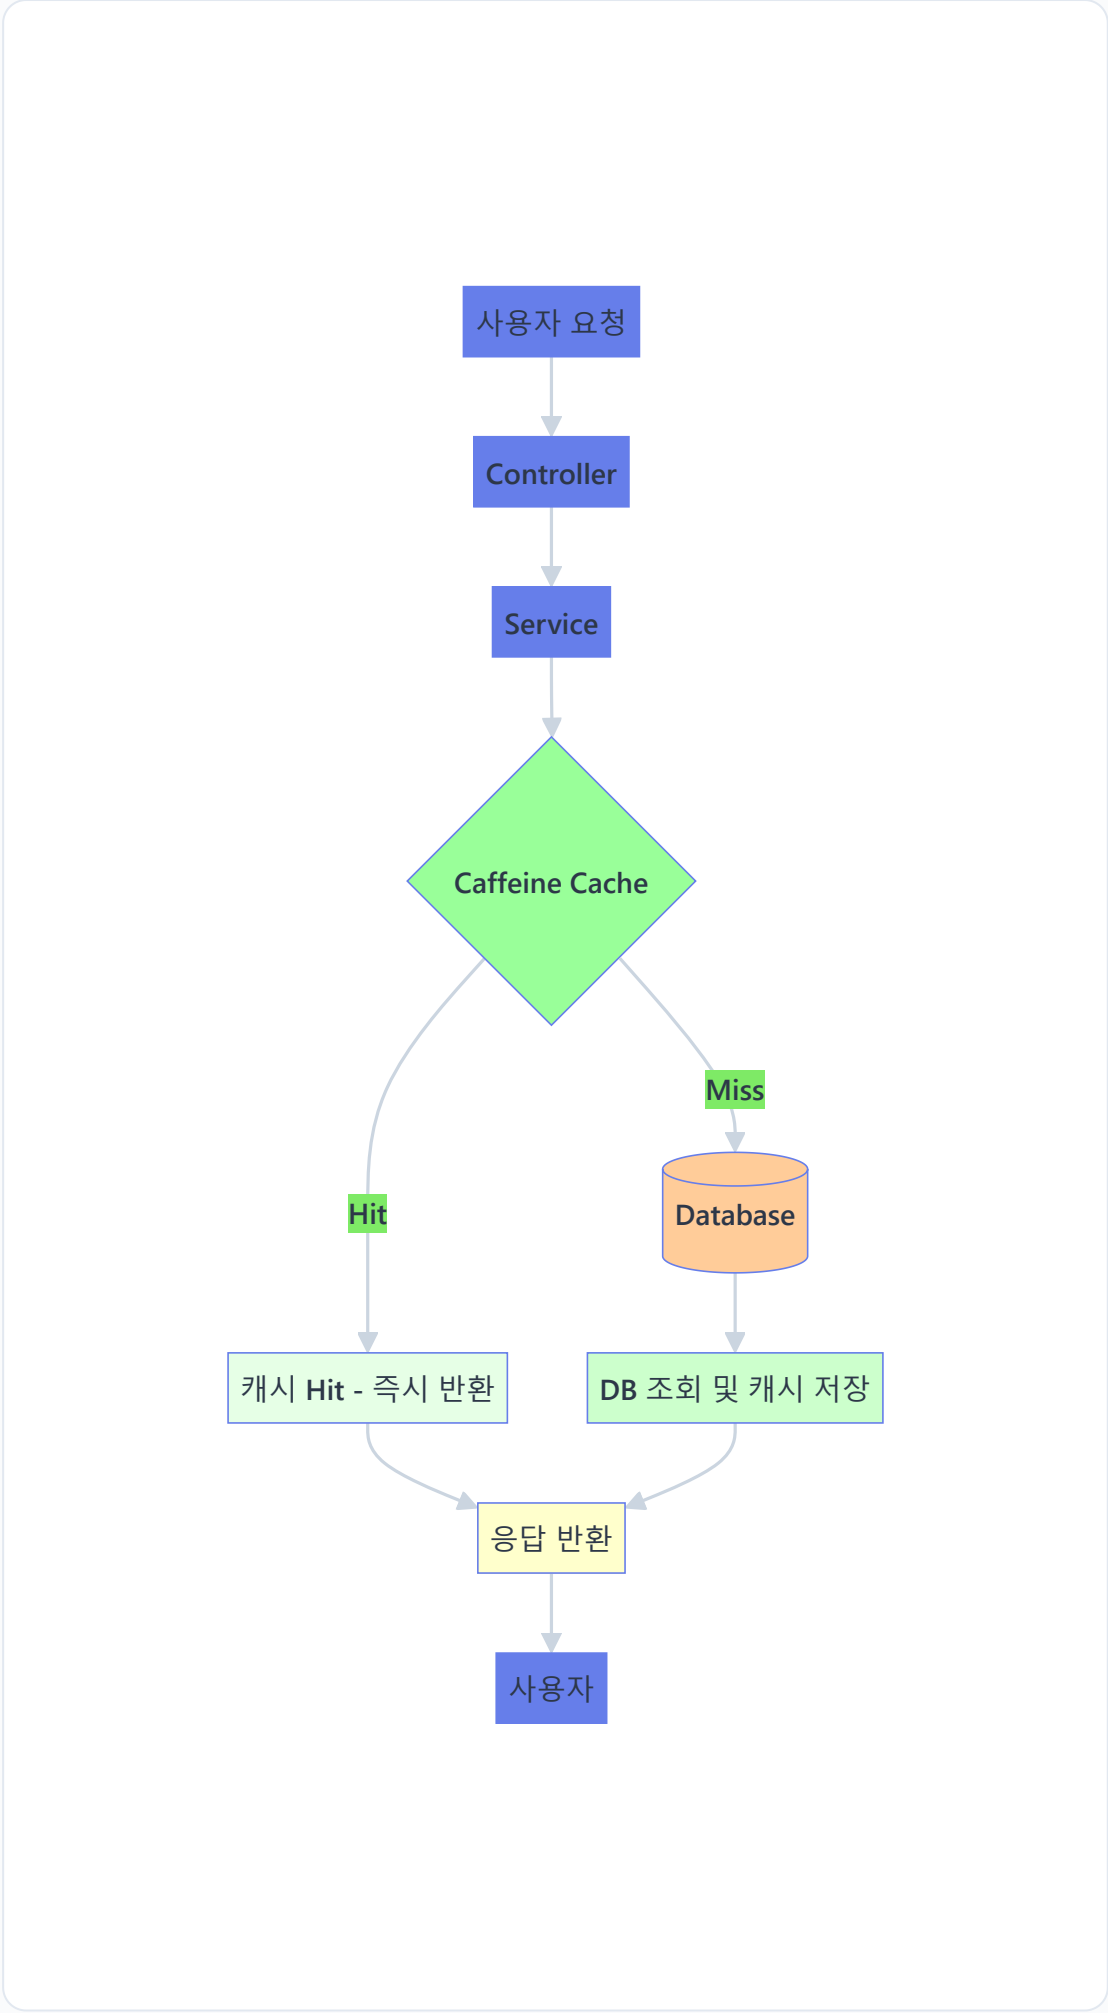 사용자 요청
Controller
Service
Caffeine Cache
Miss
Hit
Database
캐시 Hit - 즉시 반환
DB 조회 및 캐시 저장
응답 반환
사용자